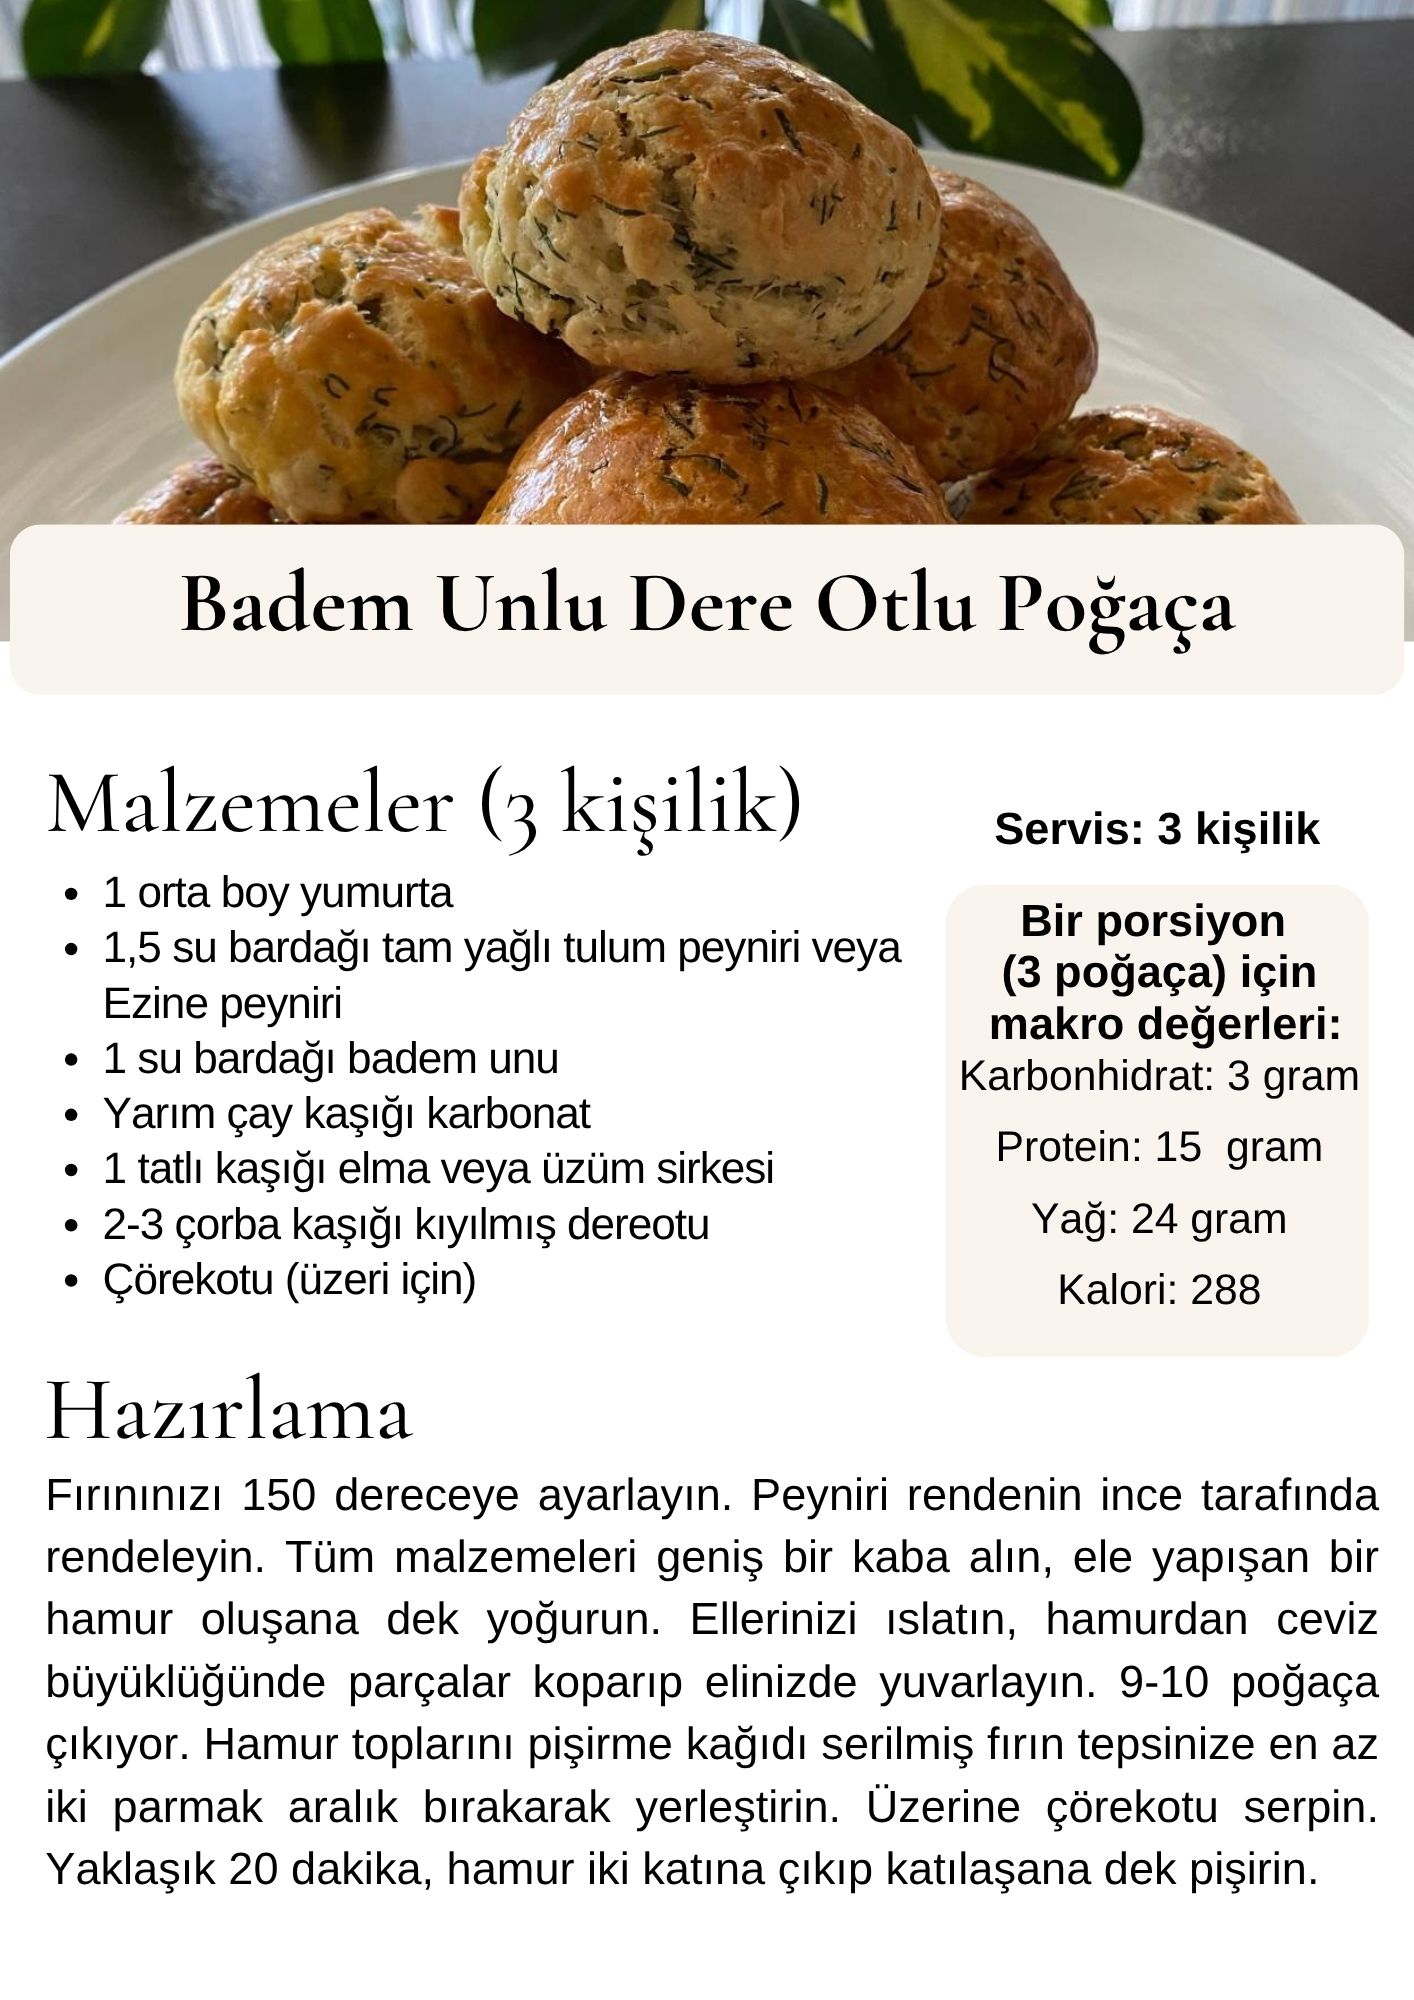 Badem Unlu Dere Otlu Poğaça
Malzemeler (3 kişilik)
• 1 orta boy yumurta
• 1,5 su bardağı tam yağlı tulum peyniri veya
Ezine peyniri
• 1 su bardağı badem unu
• Yarım çay kaşığı karbonat
• 1 tatlı kaşığı elma veya üzüm sirkesi
• 2-3 çorba kaşığı kıyılmış dereotu
• Çörekotu (üzeri için)
Servis: 3 kişilik
Bir porsiyon
(3 poğaça) için
makro değerleri:
Karbonhidrat: 3 gram
Protein: 15 gram
Yağ: 24 gram
Kalori: 288
Hazırlama
Fırınınızı 150 dereceye ayarlayın. Peyniri rendenin ince tarafında
rendeleyin. Tüm malzemeleri geniş bir kaba alın, ele yapışan bir
hamur oluşana dek yoğurun. Ellerinizi ıslatın, hamurdan ceviz
büyüklüğünde parçalar koparıp elinizde yuvarlayın. 9-10 poğaça
çıkıyor. Hamur toplarını pişirme kağıdı serilmiş fırın tepsinize en az
iki parmak aralık bırakarak yerleştirin. Üzerine çörekotu serpin.
Yaklaşık 20 dakika, hamur iki katına çıkıp katılaşana dek pişirin.